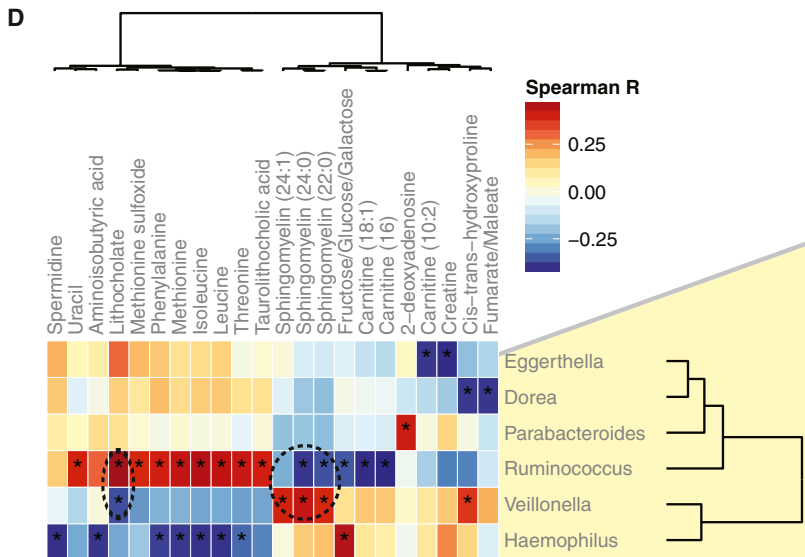 D
Spearman R
0.25
0.00
−0.25
Spermidine
Uracil
Aminoisobutyric acid
Lithocholate
Methionine sulfoxide
Phenylalanine
Methionine
Isoleucine
Leucine
Threonine
Taurolithocholic acid
Sphingomyelin (24:1)
Sphingomyelin (24:0)
Sphingomyelin (22:0)
Fructose/Glucose/Galactose
Carnitine (18:1)
Carnitine (16)
2−deoxyadenosine
Carnitine (10:2)
Creatine
Cis−trans−hydroxyproline
Fumarate/Maleate
Eggerthella
* *
Dorea
* *
Parabacteroides
*
Ruminococcus
* * * * * * * * * * * * * * *
Veillonella
* * * * *
Haemophilus
* * * * * * * *